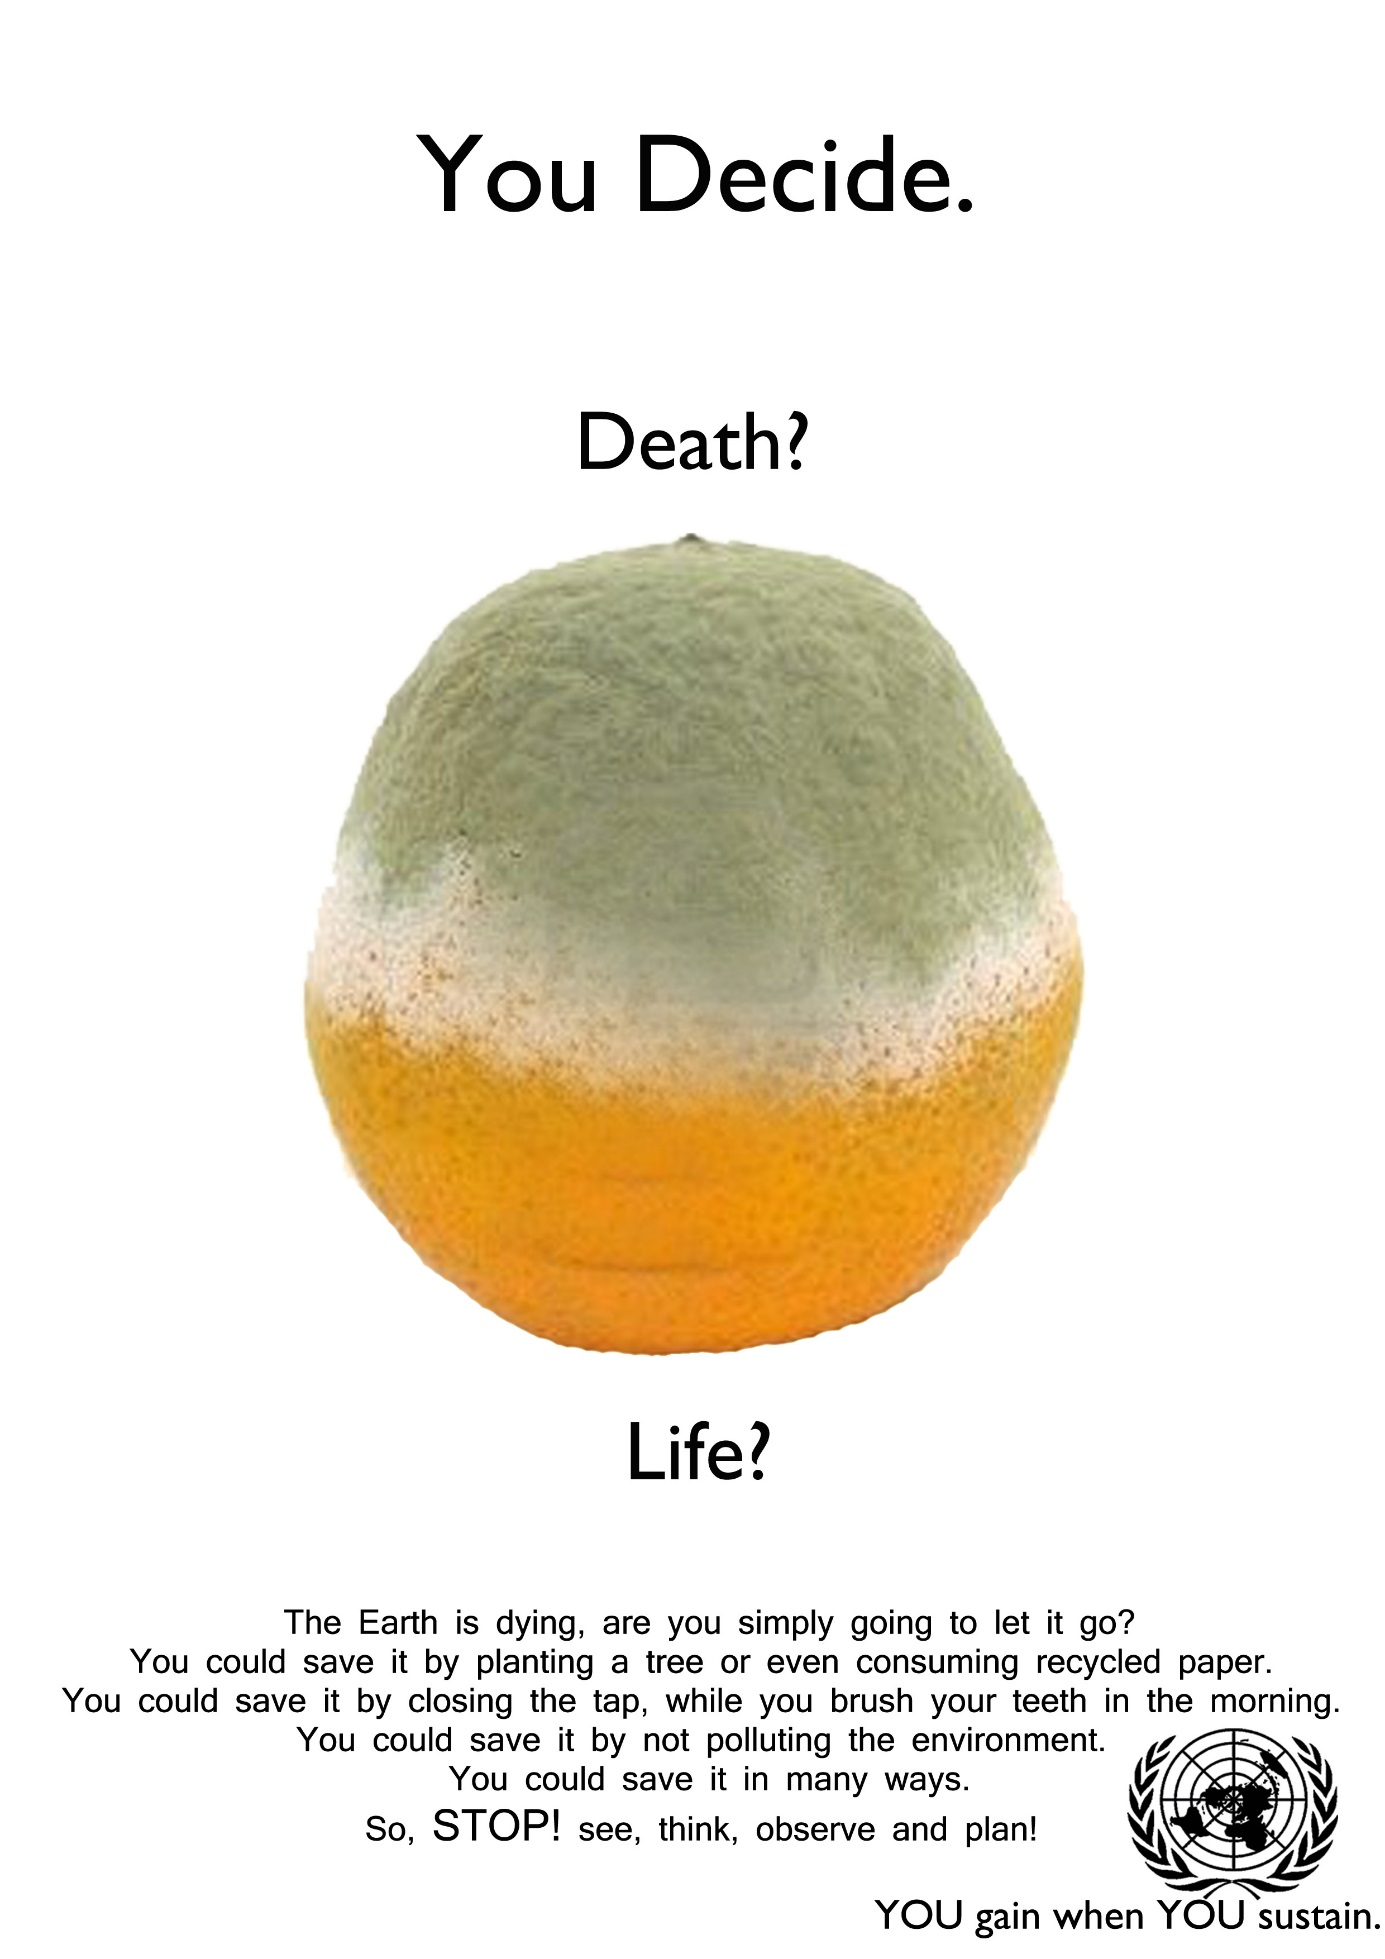 You Decide.
Death?
Life?
The Earth is dying, are you simply going to let it go?
You could save it by planting a tree or even consuming recycled paper.
You could save it by closing the tap, while you brush your teeth in the morning.
You could save it by not polluting the environment.
You could save it in many ways.
So, STOP! see, think, observe and plan!
YOU gain when YOU sustain.